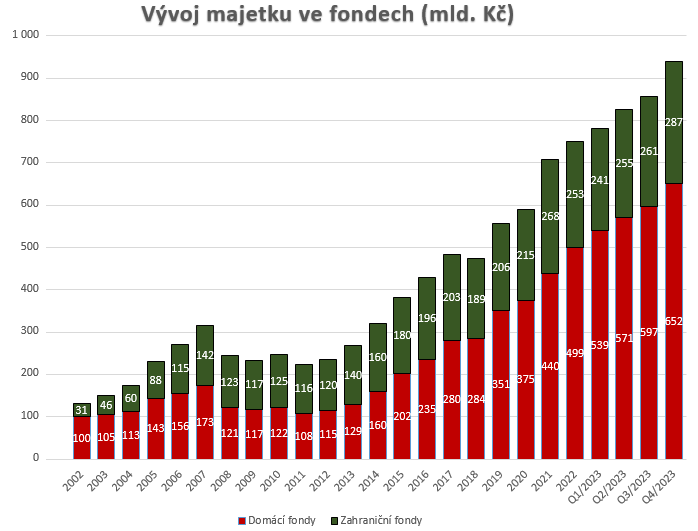 Vývoj majetku ve fondech (mld. Kč)
1 000
900
800
700
600
500
400
300
200
100
0
31 46 60 88 115 142 123 117 125 116 120 140 160 180 196 203 189 206 215 268 253 241 255 261 287
100 105 113 143 156 173 121 117 122 108 115 129 160 202 235 280 284 351 375 440 499 539 571 597 652
2002 2003 2004 2005 2006 2007 2008 2009 2010 2011 2012 2013 2014 2015 2016 2017 2018 2019 2020 2021 2022 Q1/2023 Q2/2023 Q3/2023 Q4/2023
Domácí fondy Zahraniční fondy